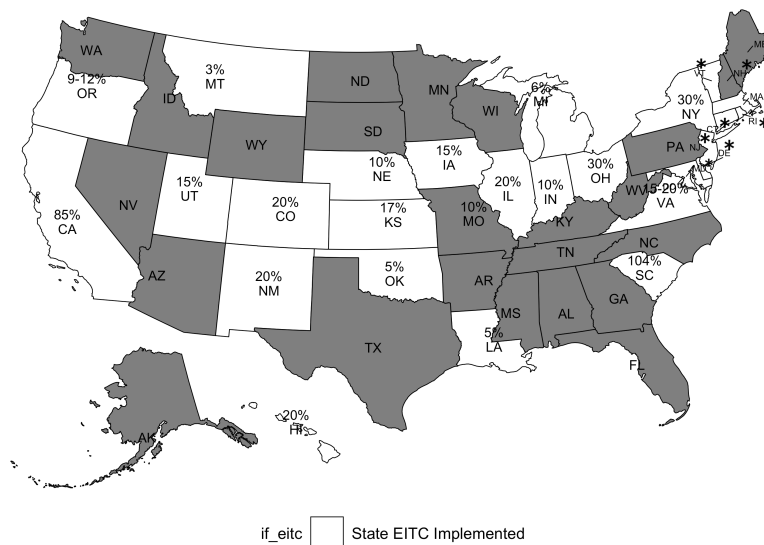 WA
9-12%
OR
3%
MT
ID
ND
MN
SD
WI
WY
6%
MI
30%
NY
ME
VT
NH
MA
RI
CT
NJ
DE
PA
NV
15%
UT
20%
CO
10%
NE
15%
IA
20%
IL
10%
IN
30%
OH
WV
15-20%
VA
85%
CA
17%
KS
10%
MO
KY
NC
TN
104%
SC
AZ
20%
NM
5%
OK
AR
MS
AL
GA
TX
5%
LA
FL
AK
20%
HI
if_eitc State EITC Implemented